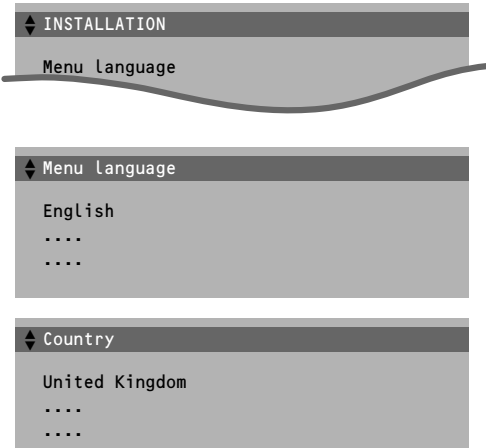 INSTALLATION
Menu language
Menu language
English
....
....
Country
United Kingdom
....
....